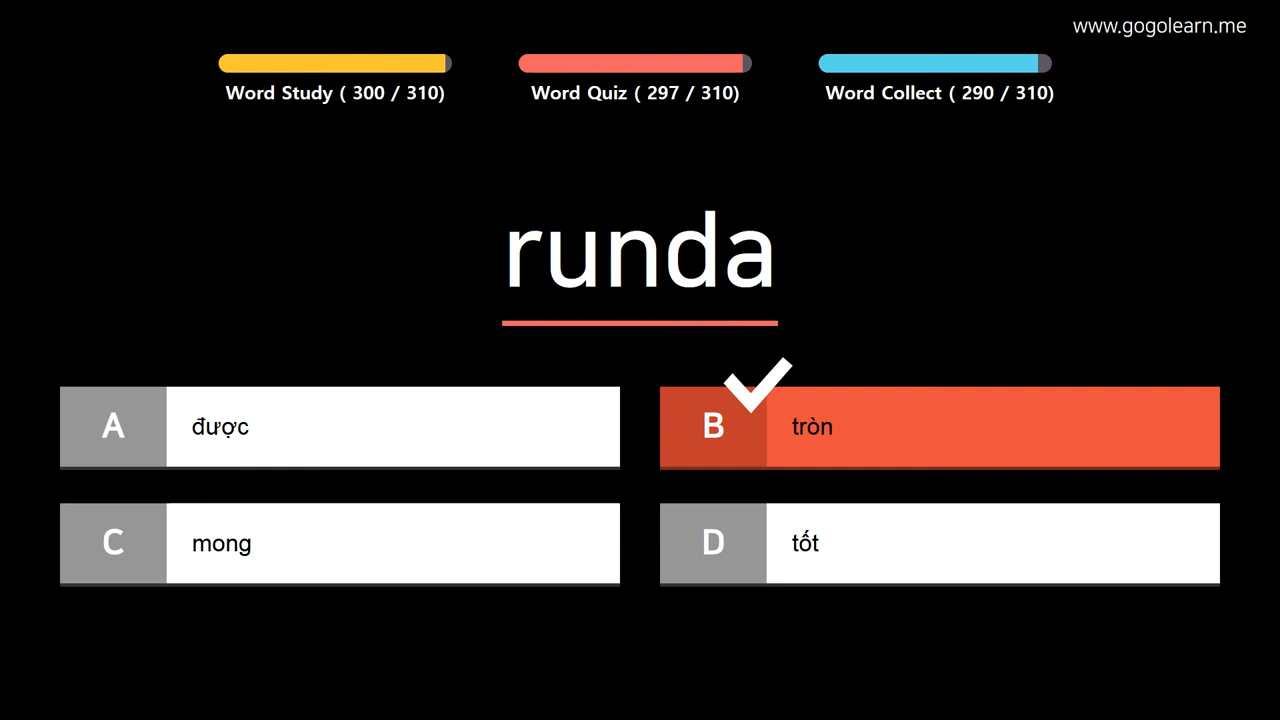 www.gogolearn.me
Word Study ( 300 / 310)
Word Quiz ( 297 / 310)
Word Collect ( 290 / 310)
runda
A được
B tròn
C mong
D tốt